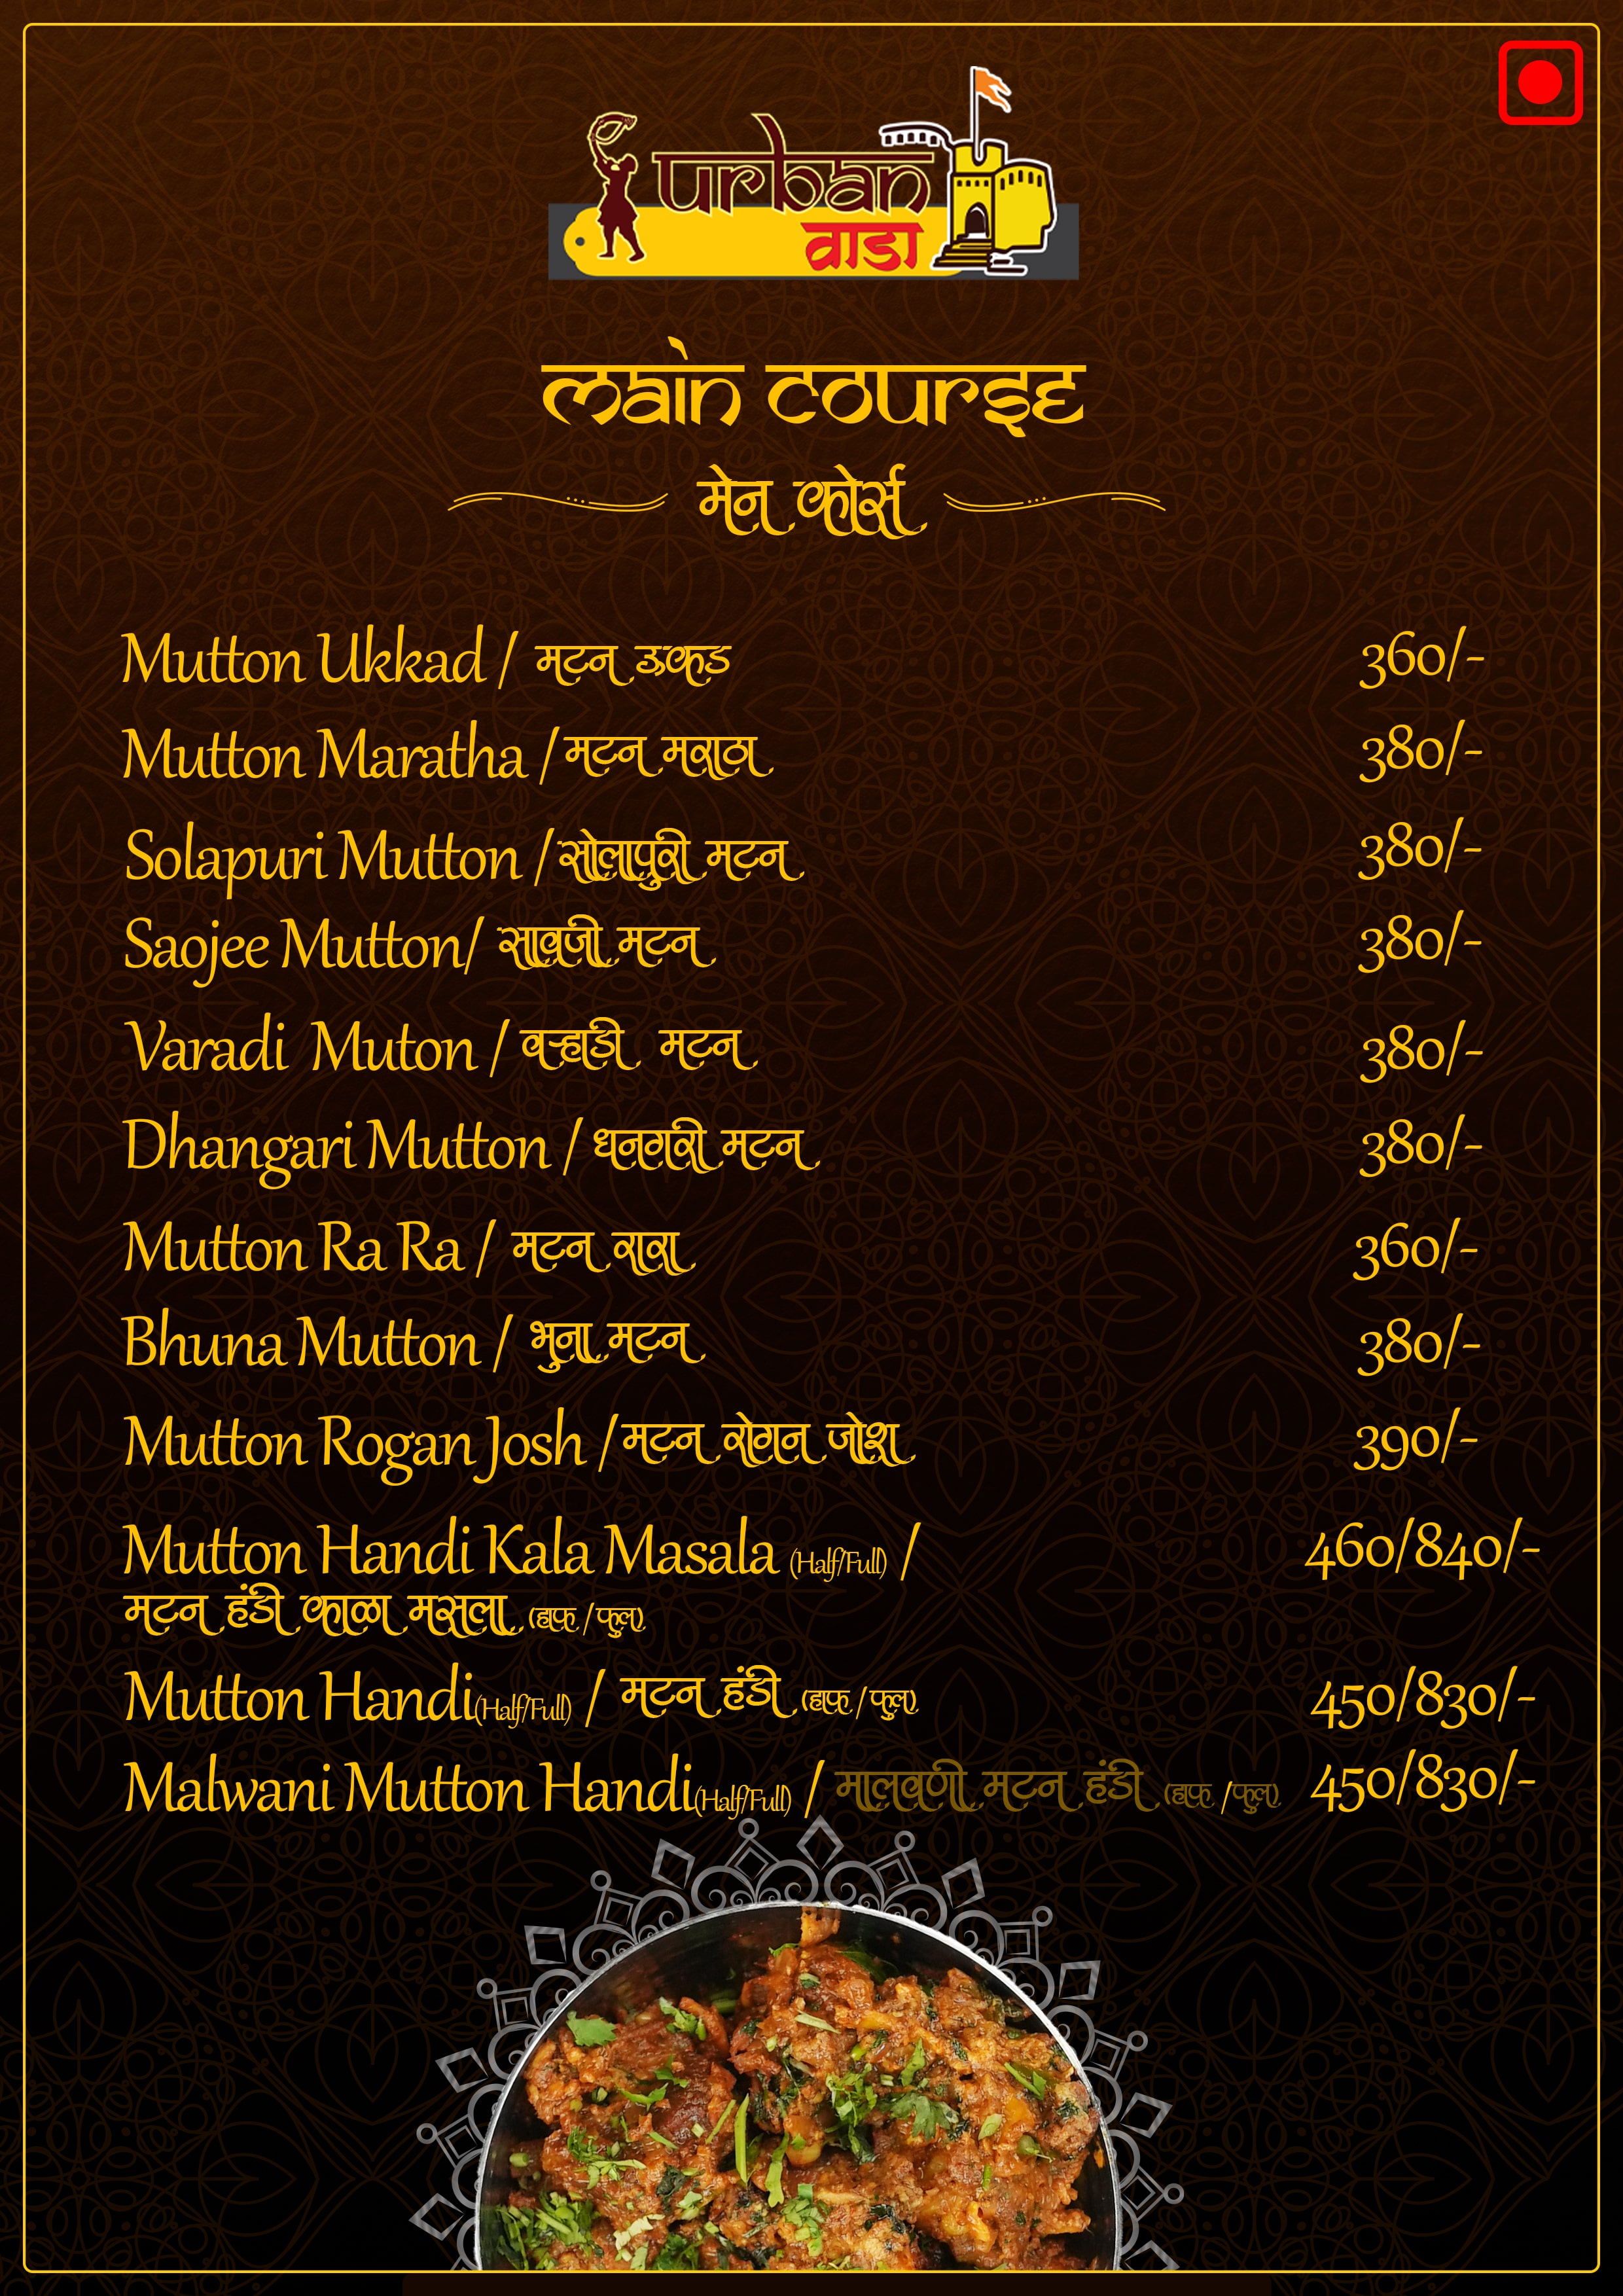 urban
वाडा
main course
मेन कोर्स
Mutton Ukkad / मटन उकड 360/-
Mutton Maratha / मटन मराठा 380/-
Solapuri Mutton / सोलापुरी मटन 380/-
Saojee Mutton/ सावजी मटन 380/-
Varadi Muton / वऱ्हाडी मटन 380/-
Dhangari Mutton / धनगरी मटन 380/-
Mutton Ra Ra / मटन रारा 360/-
Bhuna Mutton / भुना मटन 380/-
Mutton Rogan Josh / मटन रोगन जोश 390/-
Mutton Handi Kala Masala (Half/Full) / 460/840/-
मटन हंडी काळा मसला (हाफ / फुल)
Mutton Handi(Half/Full) / मटन हंडी (हाफ / फुल) 450/830/-
Malwani Mutton Handi(Half/Full) / मालवणी मटन हंडी (हाफ /फुल) 450/830/-